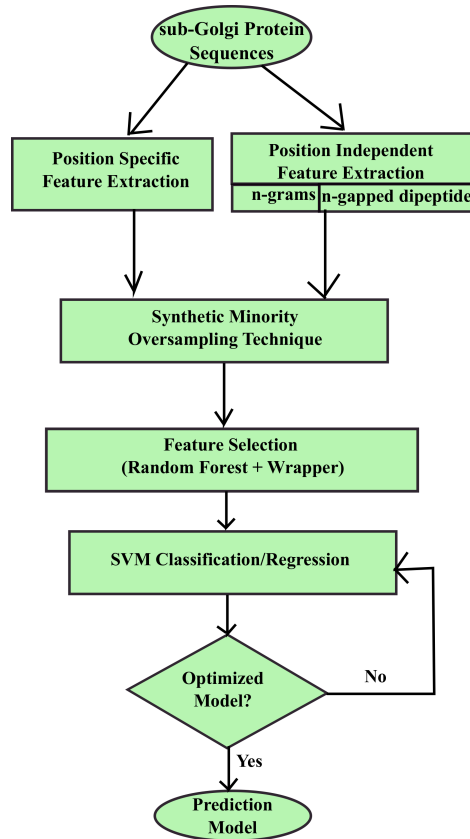 sub-Golgi Protein
Sequences
Position Specific
Feature Extraction
Position Independent
Feature Extraction
n-grams
n-gapped dipeptide
Synthetic Minority
Oversampling Technique
Feature Selection
(Random Forest + Wrapper)
SVM Classification/Regression
Optimized
Model?
No
Yes
Prediction
Model